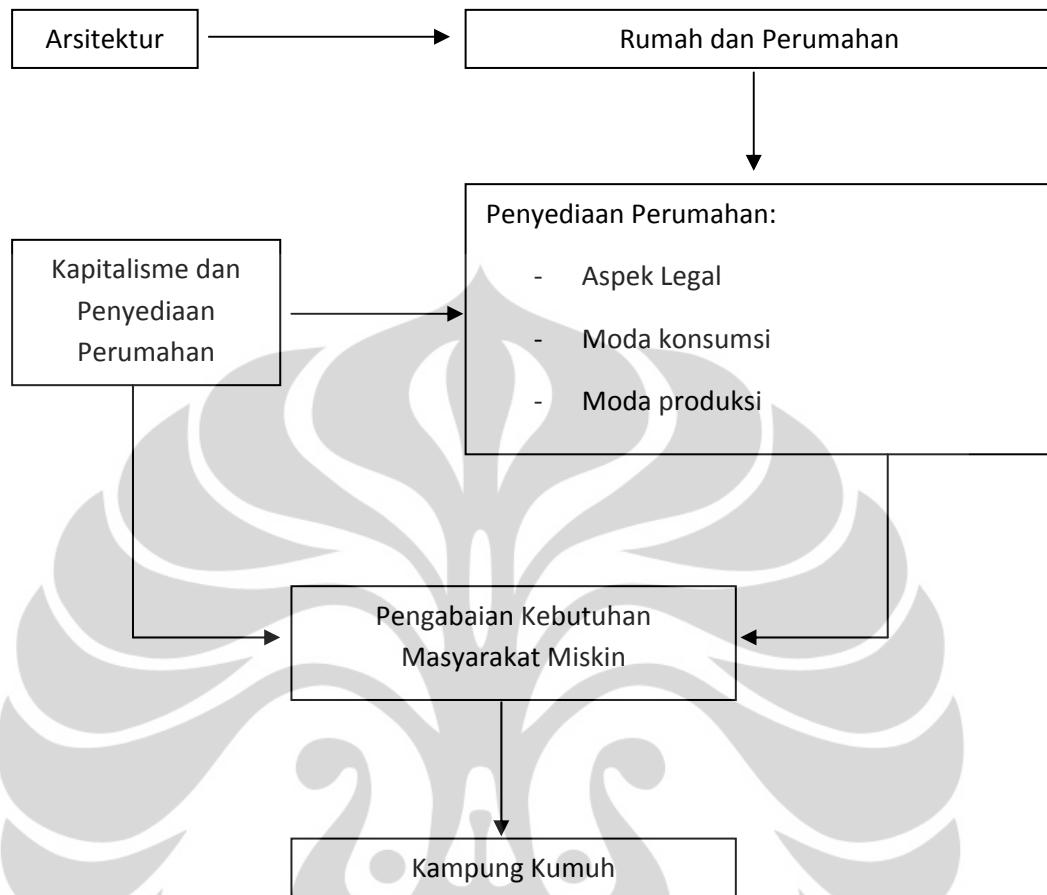 Arsitektur
Rumah dan Perumahan
Penyediaan Perumahan:
- Aspek Legal
- Moda konsumsi
- Moda produksi
Kapitalisme dan
Penyediaan
Perumahan
Pengabaian Kebutuhan
Masyarakat Miskin
Kampung Kumuh